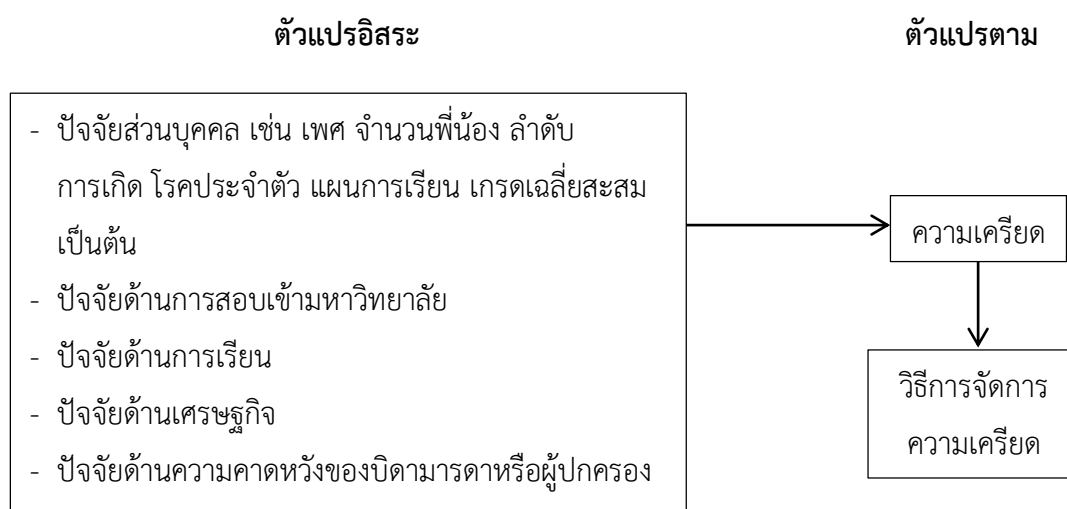 ตัวแปรอิสระ
ตัวแปรตาม
- ปัจจัยส่วนบุคคล เช่น เพศ จำนวนพี่น้อง ลำดับ
การเกิด โรคประจำตัว แผนการเรียน เกรดเฉลี่ยสะสม
เป็นต้น
- ปัจจัยด้านการสอบเข้ามหาวิทยาลัย
- ปัจจัยด้านการเรียน
- ปัจจัยด้านเศรษฐกิจ
- ปัจจัยด้านความคาดหวังของบิดามารดาหรือผู้ปกครอง
ความเครียด
วิธีการจัดการ
ความเครียด